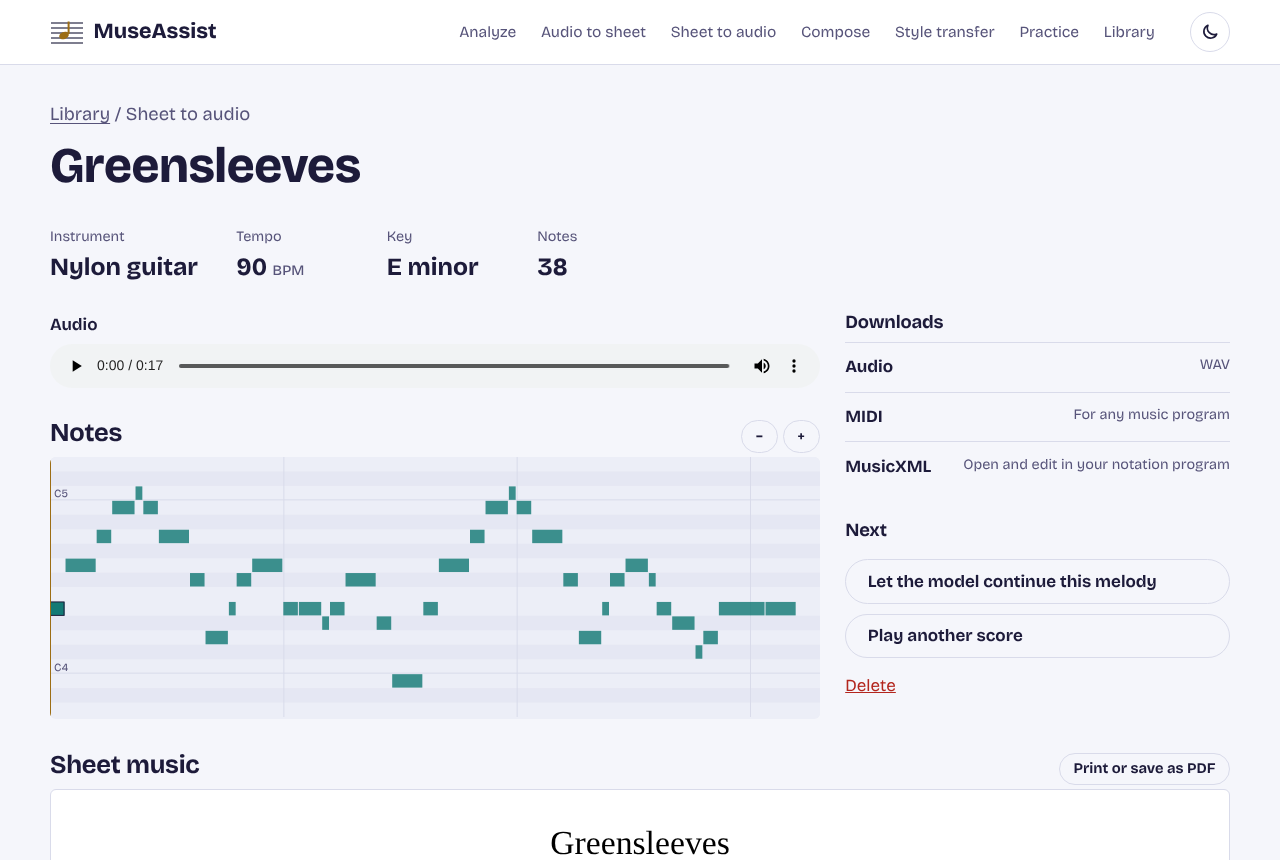 MuseAssist
Analyze Audio to sheet Sheet to audio Compose Style transfer Practice Library
Library / Sheet to audio
Greensleeves
Instrument Tempo Key Notes
Nylon guitar 90 BPM E minor 38
Audio
0:00 / 0:17
Notes
- +
C5
C4
Downloads
Audio WAV
MIDI For any music program
MusicXML Open and edit in your notation program
Next
Let the model continue this melody
Play another score
Delete
Sheet music
Print or save as PDF
Greensleeves